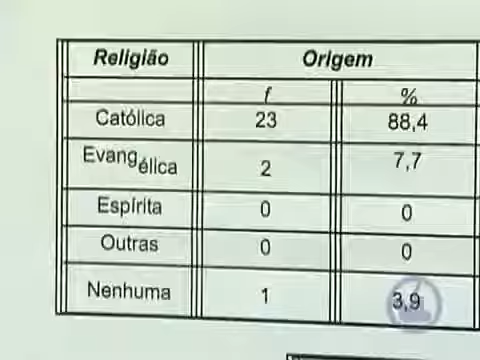 Religião Origem
f %
Católica 23 88,4
Evangélica 2 7,7
Espírita 0 0
Outras 0 0
Nenhuma 1 3,9